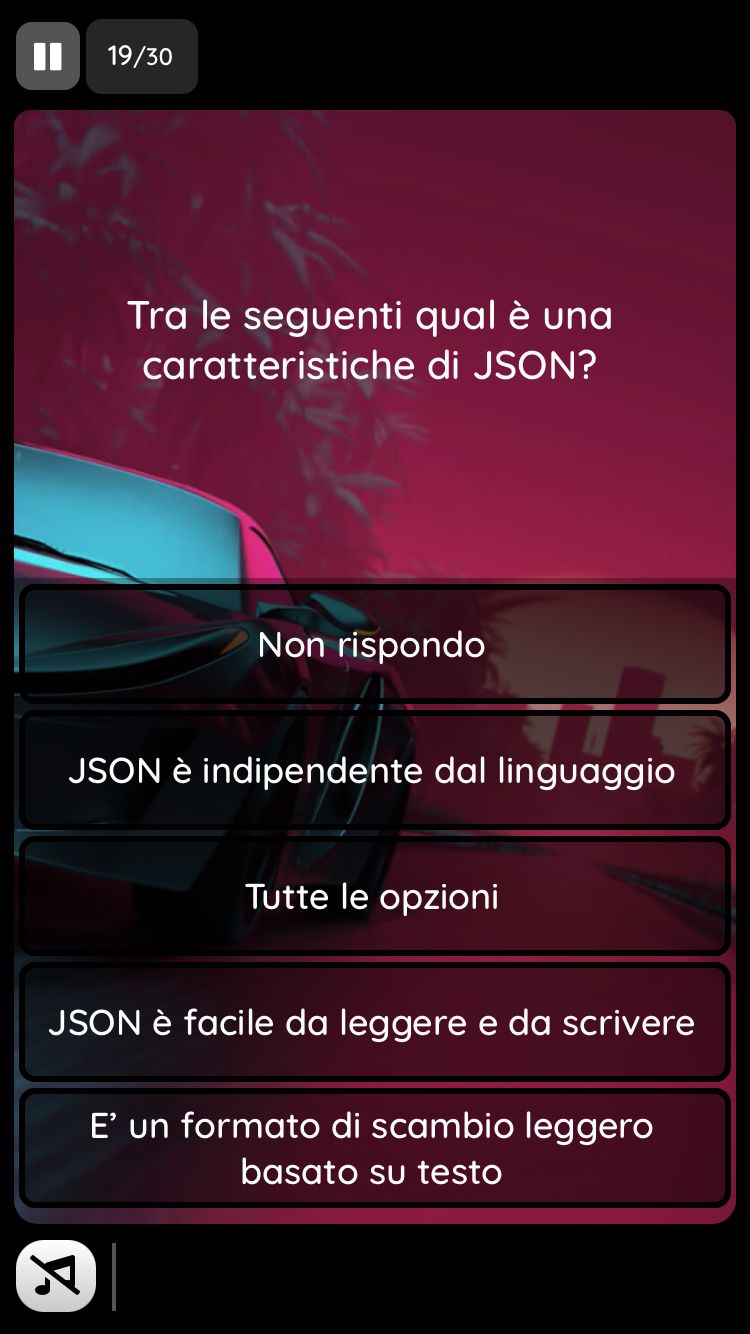 19/30
Tra le seguenti qual è una
caratteristiche di JSON?
Non rispondo
JSON è indipendente dal linguaggio
Tutte le opzioni
JSON è facile da leggere e da scrivere
E’ un formato di scambio leggero
basato su testo